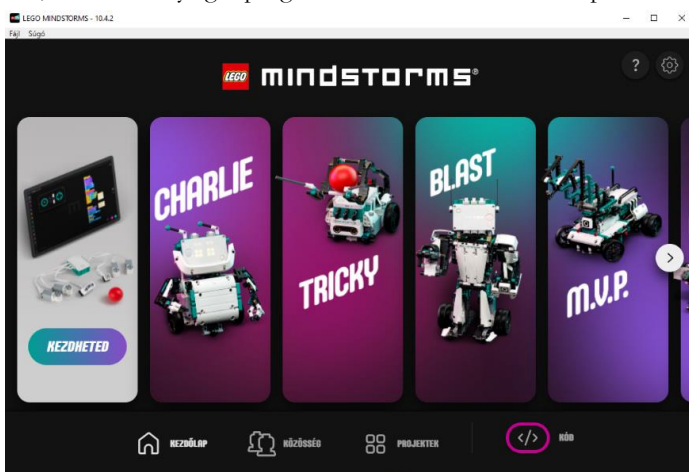 LEGO MINDSTORMS - 10.4.2
Fájl Súgó
LEGO MINDSTORMS®
?
CHARLIE
TRICKY
BLAST
M.V.P.
KEZDHETED
KEZDŐLAP
KÖZÖSSÉG
PROJEKTEK
</> KÓD